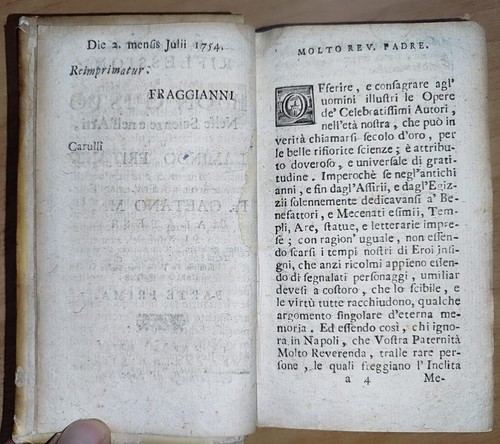 Die 2. mensis Julii 1754.
Reimprimatur.
FRAGGIANNI
Carulli
MOLTO REV. PADRE.
OFferire, e consagrare agl'
uomini illustri le Opere
de' Celebratissimi Autori,
nell'età nostra, che può in
verità chiamarsi secolo d'oro, per
le belle rifiorite scienze; è attribu-
to doveroso, e universale di grati-
tudine. Imperochè se negl'antichi
anni, e fin dagl'Assirii, e dagl'Egiz-
zii solennemente dedicavansi a' Be-
nefattori, e Mecenati esimii, Tem-
pli, Are, statue, e letterarie impre-
se; con ragion' uguale, non essen-
do scarsi i tempi nostri di Eroi insi-
gni, che anzi ricolmi appieno essen-
do di segnalati personaggi, umiliar
devesi a costoro, che lo scibile, e
le virtù tutte racchiudono, qualche
argomento singolare d'eterna me-
moria. Ed essendo così, chi igno-
ra in Napoli, che Vostra Paternità
Molto Reverenda, tralle rare per-
sone, le quali freggiano l'Inclita
a 4 Me-